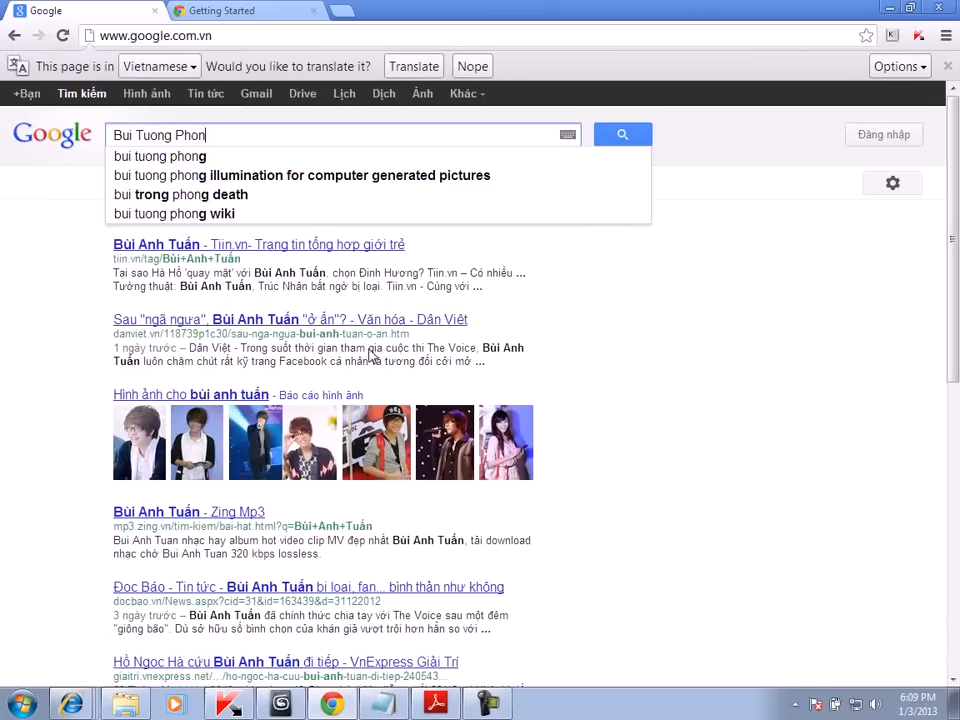 Google
Getting Started
www.google.com.vn
This page is in Vietnamese Would you like to translate it? Translate Nope Options
+Bạn Tìm kiếm Hình ảnh Tin tức Gmail Drive Lịch Dịch Ảnh Khác
Google Bui Tuong Phon Đăng nhập
bui tuong phong
bui tuong phong illumination for computer generated pictures
bui trong phong death
bui tuong phong wiki
Bùi Anh Tuấn - Tiin.vn- Trang tin tổng hợp giới trẻ
tiin.vn/tag/Bùi+Anh+Tuấn
Tại sao Hà Hồ 'quay mặt' với Bùi Anh Tuấn, chọn Đinh Hương? Tiin.vn – Có nhiều ...
Tường thuật: Bùi Anh Tuấn, Trúc Nhân bất ngờ bị loại. Tiin.vn - Cùng với ...
Sau "ngã ngựa", Bùi Anh Tuấn "ở ẩn"? - Văn hóa - Dân Việt
danviet.vn/118739p1c30/sau-nga-ngua-bui-anh-tuan-o-an.htm
1 ngày trước – Dân Việt - Trong suốt thời gian tham gia cuộc thi The Voice, Bùi Anh
Tuấn luôn chăm chút rất kỹ trang Facebook cá nhân và tương đối cởi mở ...
Hình ảnh cho bùi anh tuấn - Báo cáo hình ảnh
Bùi Anh Tuấn - Zing Mp3
mp3.zing.vn/tim-kiem/bai-hat.html?q=Bùi+Anh+Tuấn
Bui Anh Tuan nhạc hay album hot video clip MV đẹp nhất Bùi Anh Tuấn, tải download
nhạc chờ Bui Anh Tuan 320 kbps lossless.
Đọc Báo - Tin tức - Bùi Anh Tuấn bị loại, fan... bình thản như không
docbao.vn/News.aspx?cid=31&id=163439&d=31122012
3 ngày trước – Bùi Anh Tuấn đã chính thức chia tay với The Voice sau một đêm
"giông bão". Dù sở hữu số bình chọn của khán giả vượt trội hơn hẳn so với ...
Hồ Ngọc Hà cứu Bùi Anh Tuấn đi tiếp - VnExpress Giải Trí
giaitri.vnexpress.net/.../ho-ngoc-ha-cuu-bui-anh-tuan-di-tiep-240543...
6:09 PM
1/3/2013